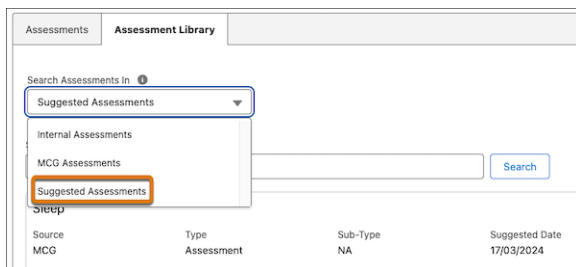 Assessments
Assessment Library
Search Assessments In
Suggested Assessments
Internal Assessments
MCG Assessments
Suggested Assessments
Search
Sleep
Source
Type
Sub-Type
Suggested Date
MCG
Assessment
NA
17/03/2024